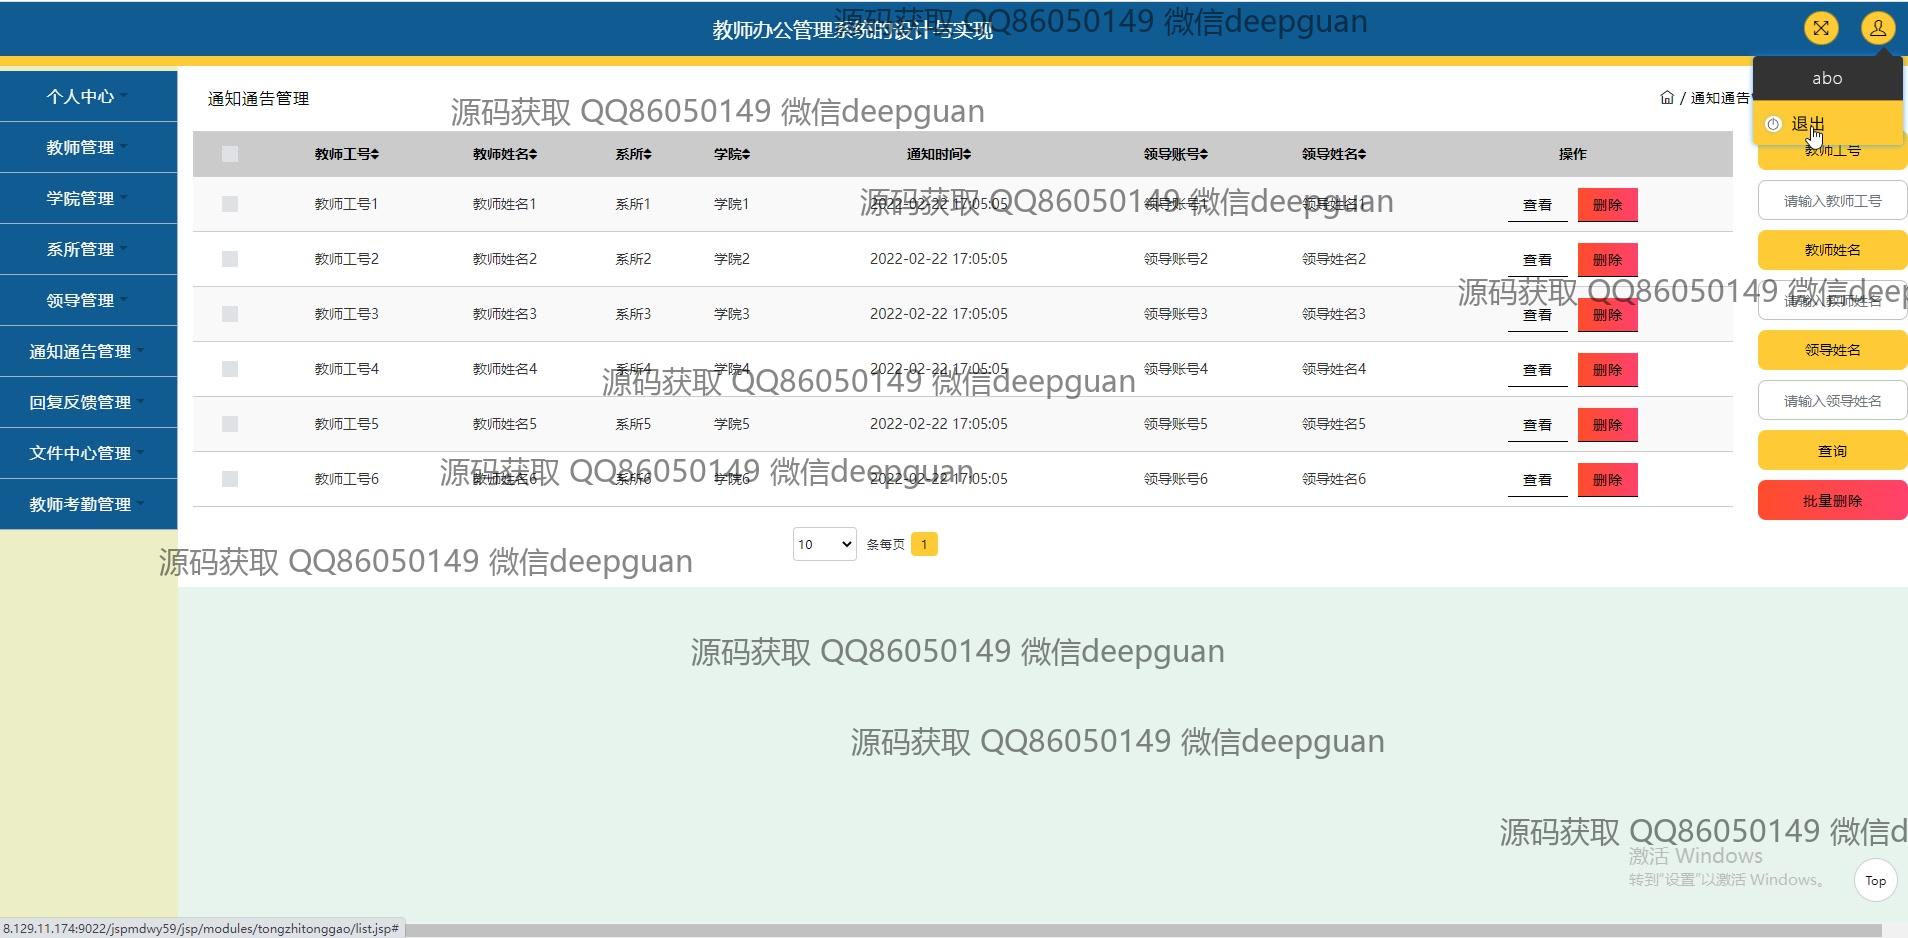 教师办公管理系统的设计与实现
源码获取 QQ86050149 微信deepguan
abo
退出
个人中心
教师管理
学院管理
系所管理
领导管理
通知通告管理
回复反馈管理
文件中心管理
教师考勤管理
通知通告管理
源码获取 QQ86050149 微信deepguan
/ 通知通告
教师工号 教师姓名 系所 学院 通知时间 领导账号 领导姓名 操作
教师工号1 教师姓名1 系所1 学院1 2022-02-22 17:05:05 领导账号1 领导姓名1 查看 删除
源码获取 QQ86050149 微信deepguan
教师工号2 教师姓名2 系所2 学院2 2022-02-22 17:05:05 领导账号2 领导姓名2 查看 删除
源码获取 QQ86050149 微信deep
教师工号3 教师姓名3 系所3 学院3 2022-02-22 17:05:05 领导账号3 领导姓名3 查看 删除
教师工号4 教师姓名4 系所4 学院4 2022-02-22 17:05:05 领导账号4 领导姓名4 查看 删除
源码获取 QQ86050149 微信deepguan
教师工号5 教师姓名5 系所5 学院5 2022-02-22 17:05:05 领导账号5 领导姓名5 查看 删除
教师工号6 教师姓名6 系所6 学院6 2022-02-22 17:05:05 领导账号6 领导姓名6 查看 删除
源码获取 QQ86050149 微信deepguan
10 条每页 1
教师工号
请输入教师工号
教师姓名
请输入教师姓名
领导姓名
请输入领导姓名
查询
批量删除
源码获取 QQ86050149 微信deepguan
源码获取 QQ86050149 微信deepguan
源码获取 QQ86050149 微信deepguan
源码获取 QQ86050149 微信d
激活 Windows
转到"设置"以激活 Windows。
Top
8.129.11.174:9022/jspmdwy59/jsp/modules/tongzhitonggao/list.jsp#